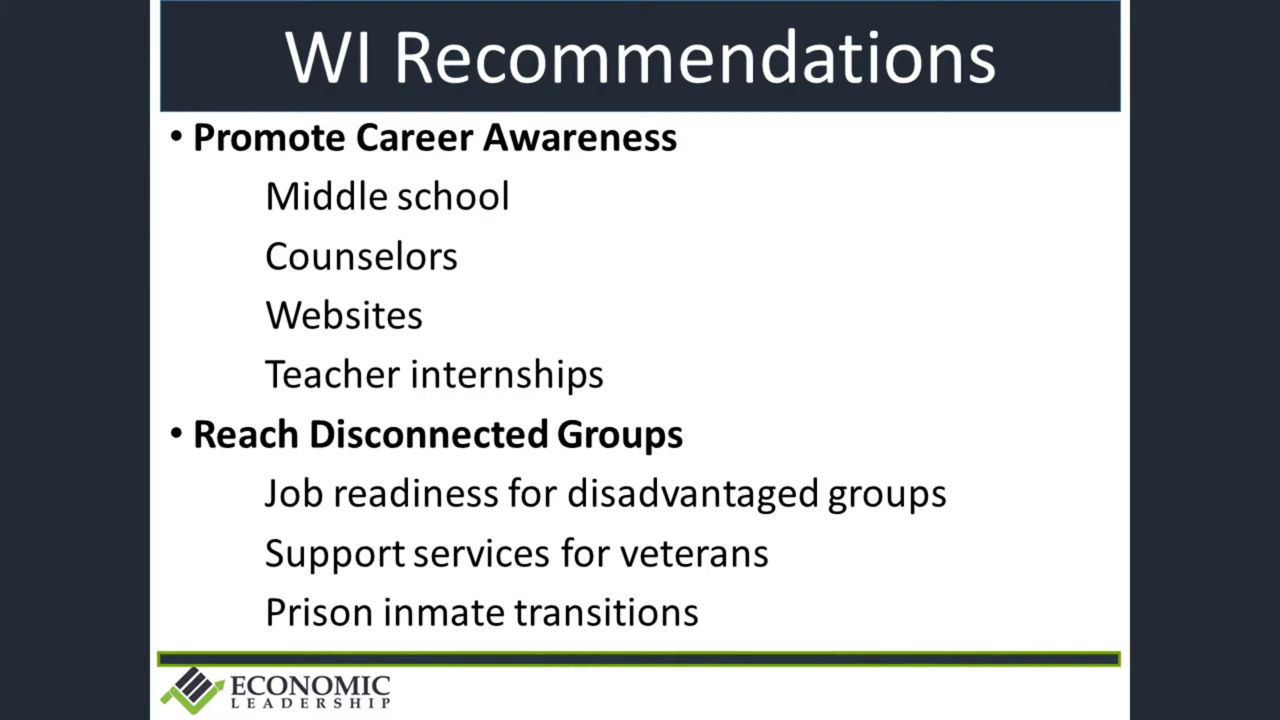 WI Recommendations
• Promote Career Awareness
Middle school
Counselors
Websites
Teacher internships
• Reach Disconnected Groups
Job readiness for disadvantaged groups
Support services for veterans
Prison inmate transitions
ECONOMIC
LEADERSHIP